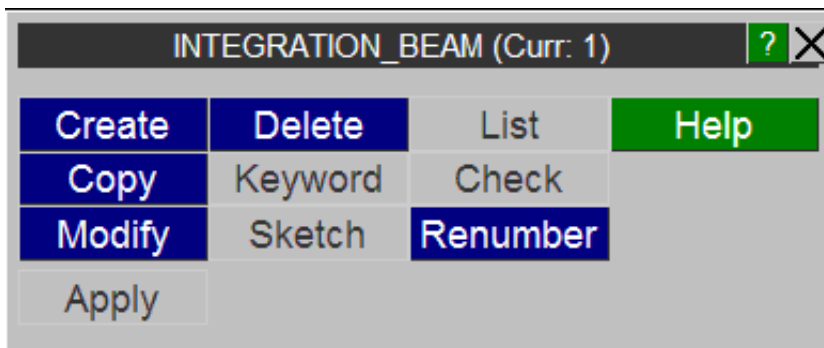 INTEGRATION_BEAM (Curr: 1) ? X
Create Delete List Help
Copy Keyword Check
Modify Sketch Renumber
Apply